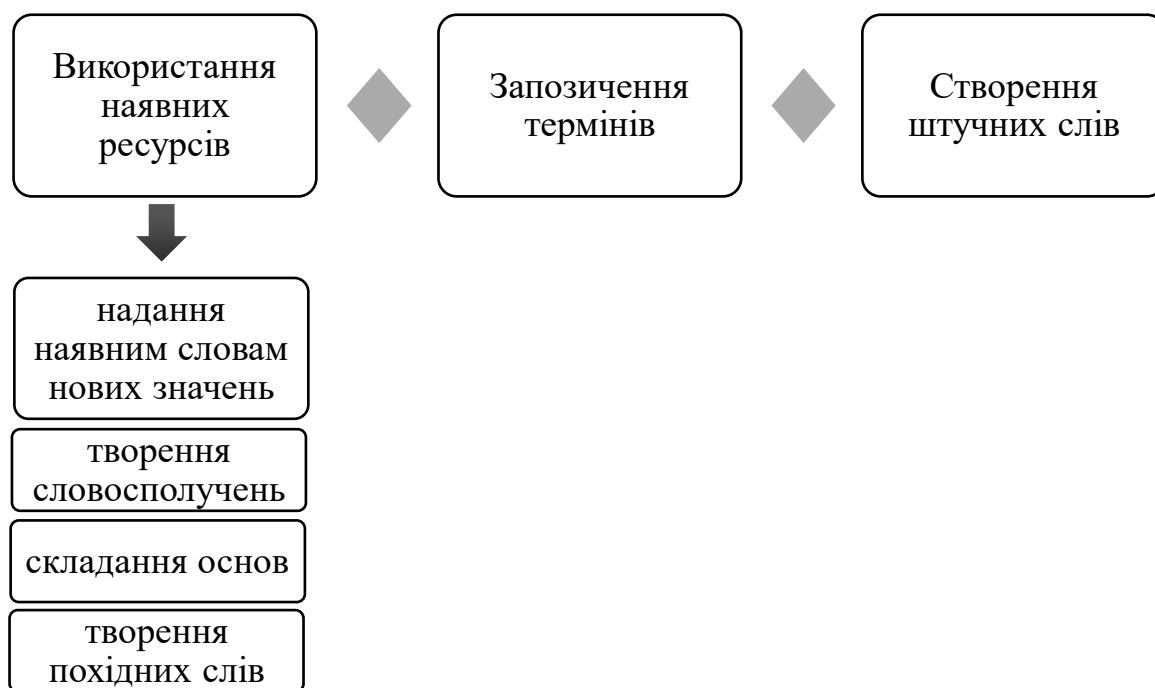 Використання
наявних
ресурсів
Запозичення
термінів
Створення
штучних слів
надання
наявним словам
нових значень
творення
словосполучень
складання основ
творення
похідних слів